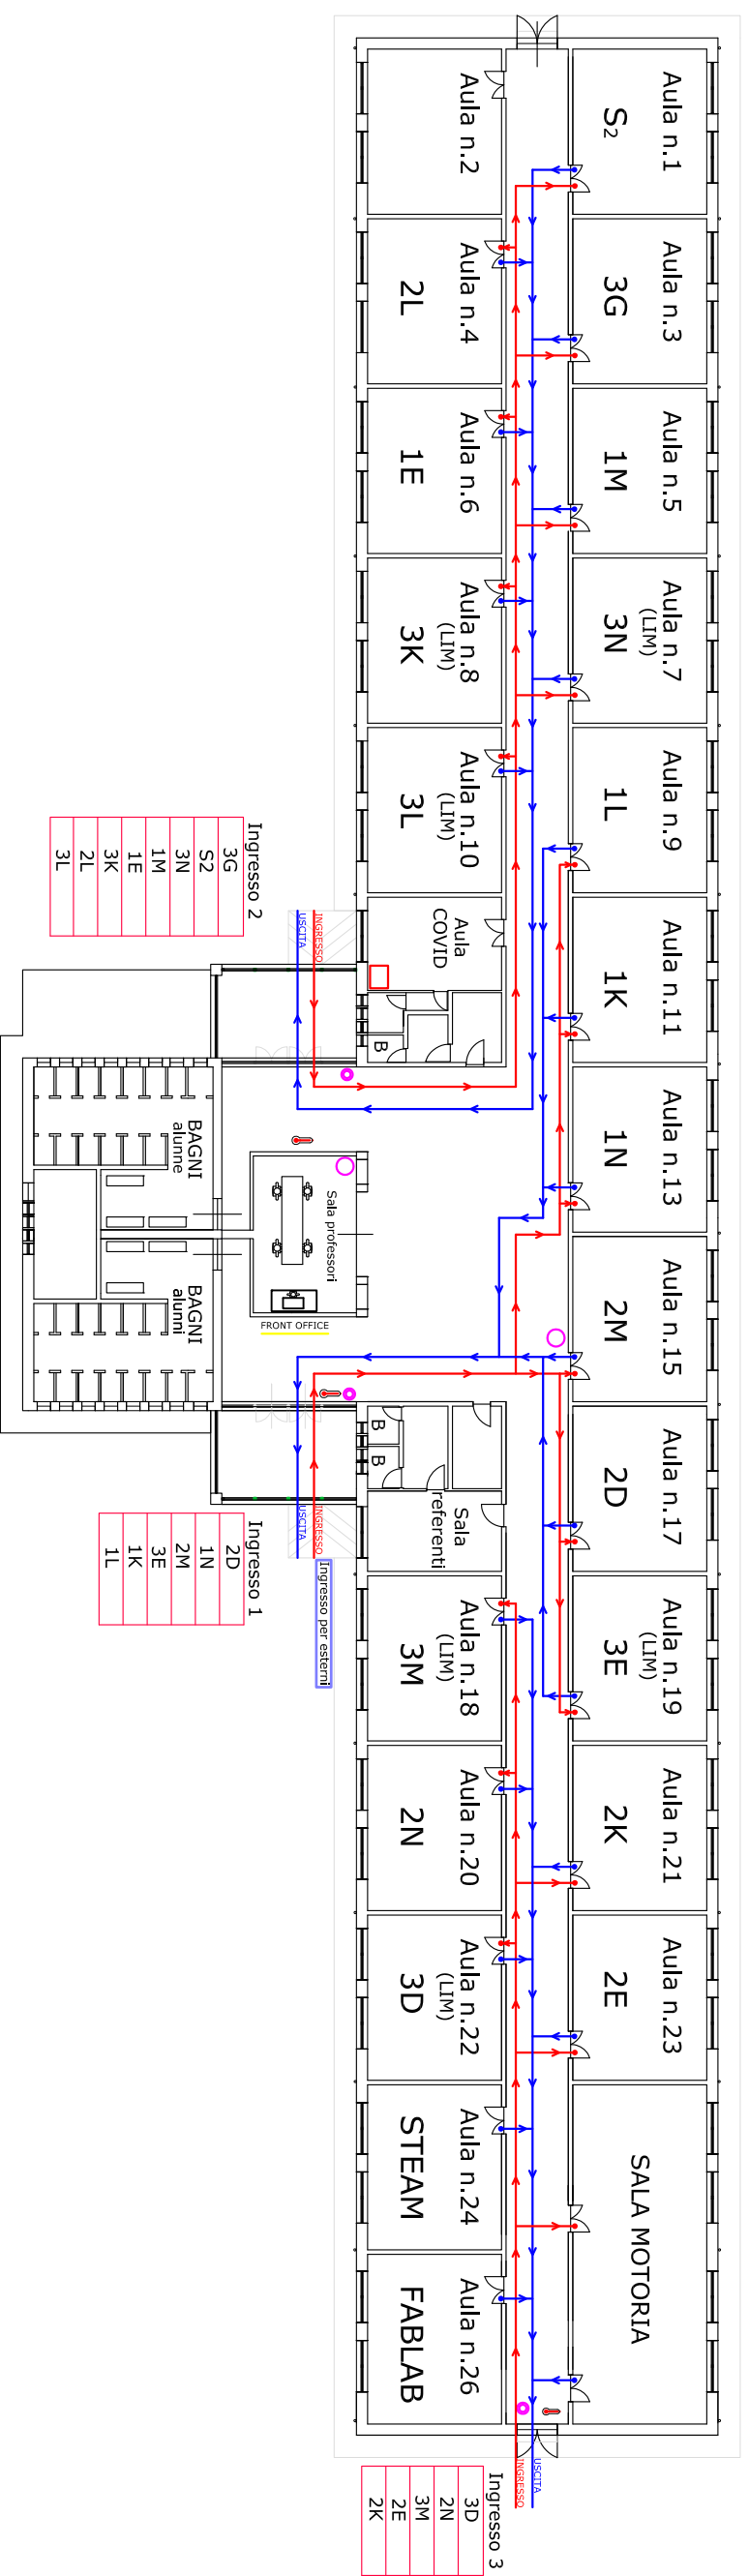 Aula n.1
S2
Aula n.2
Aula n.3
3G
Aula n.4
2L
Aula n.5
1M
Aula n.6
1E
Aula n.7
(LIM)
3N
Aula n.8
(LIM)
3K
Aula n.9
1L
Aula n.10
(LIM)
3L
Aula n.11
1K
Aula
COVID
B
Aula n.13
1N
Aula n.15
2M
Aula n.17
2D
B
B
Sala
referenti
Aula n.19
(LIM)
3E
Aula n.18
(LIM)
3M
Aula n.21
2K
Aula n.20
2N
Aula n.23
2E
Aula n.22
(LIM)
3D
SALA MOTORIA
Aula n.24
STEAM
Aula n.26
FABLAB
INGRESSO
USCITA
Sala professori
FRONT OFFICE
BAGNI
alunne
BAGNI
alunni
INGRESSO
USCITA
Ingresso per esterni
USCITA
INGRESSO
Ingresso 2
3G
S2
3N
1M
1E
3K
2L
3L
Ingresso 1
2D
1N
2M
3E
1K
1L
Ingresso 3
3D
2N
3M
2E
2K